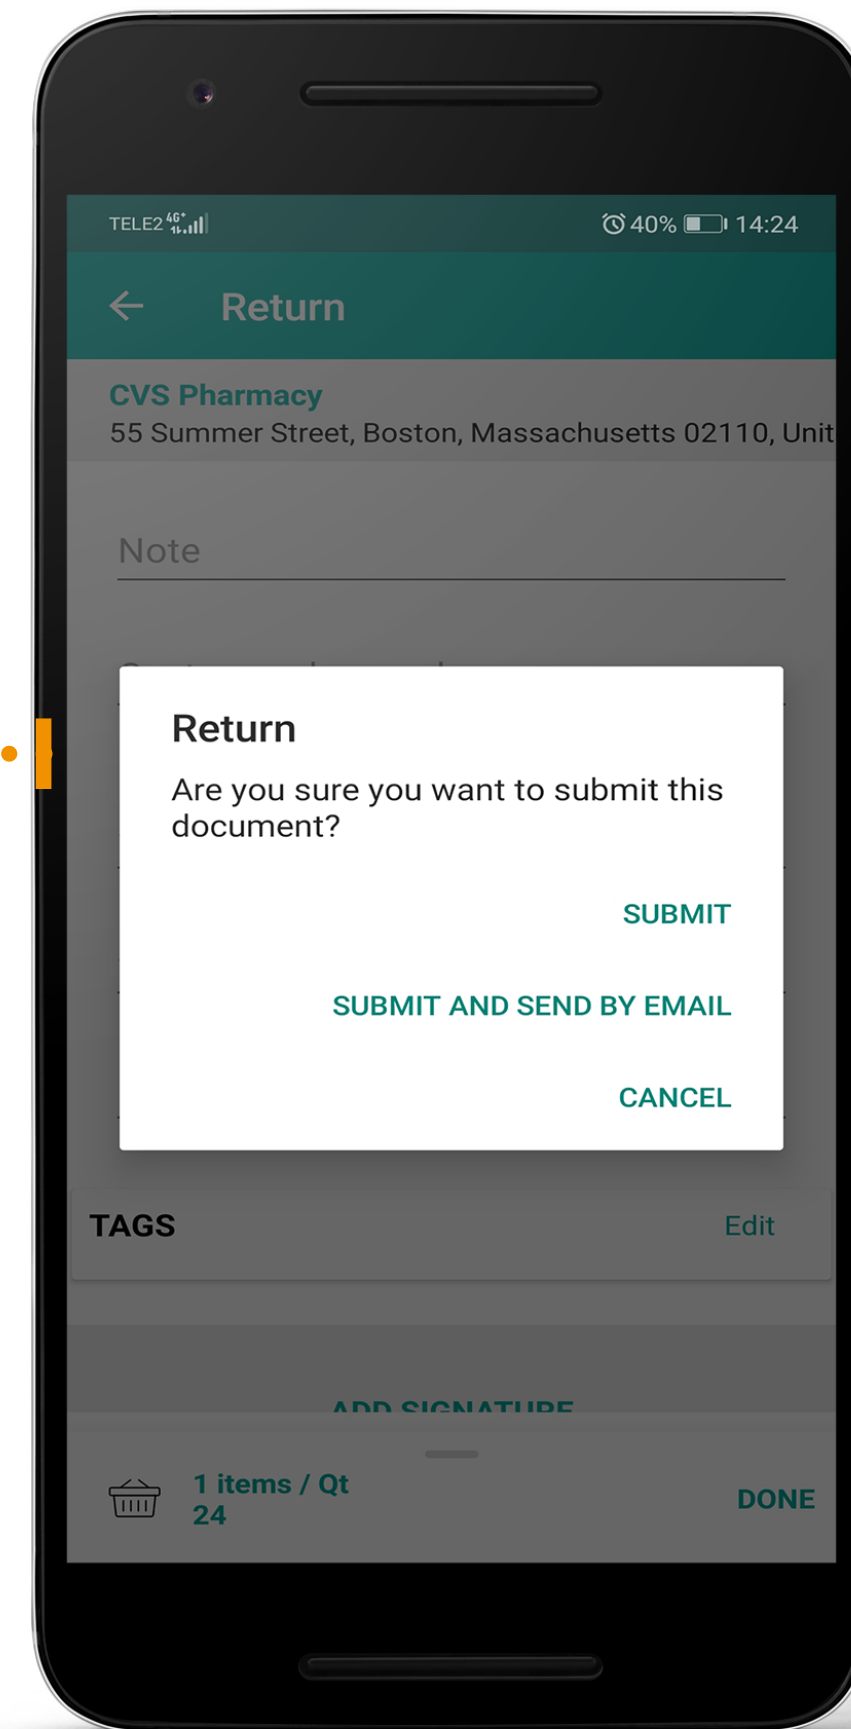 TELE2 4G+ 40% 14:24
Return
CVS Pharmacy
55 Summer Street, Boston, Massachusetts 02110, Unit
Note
Return
Are you sure you want to submit this
document?
SUBMIT
SUBMIT AND SEND BY EMAIL
CANCEL
TAGS
Edit
ADD SIGNATURE
1 items / Qt
24
DONE